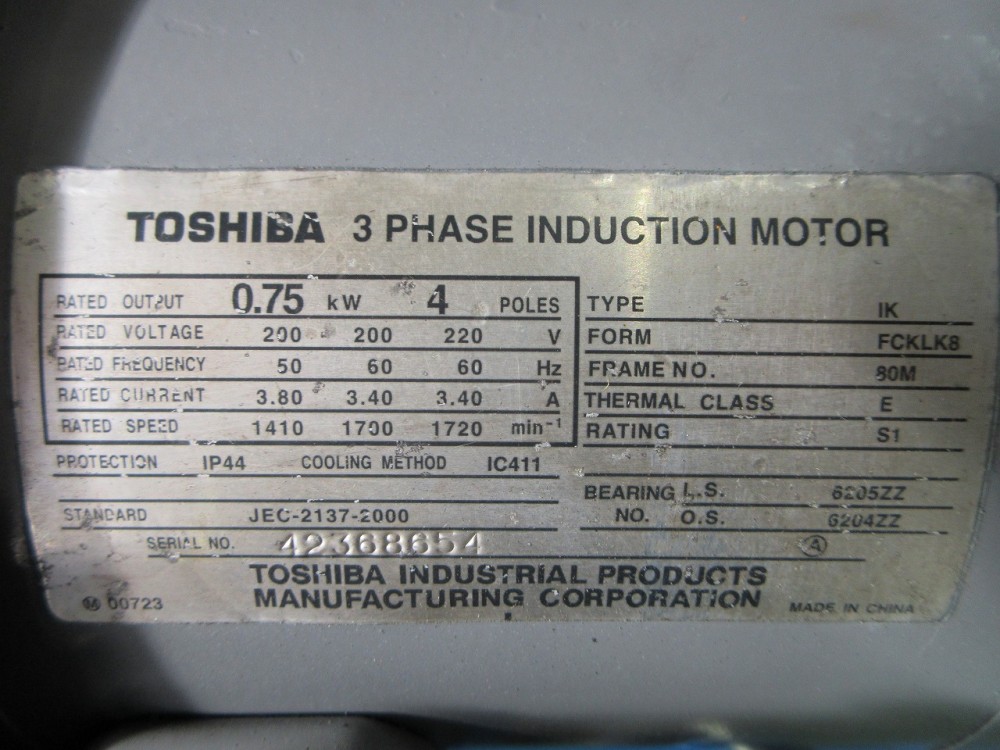 TOSHIBA 3 PHASE INDUCTION MOTOR
RATED OUTPUT 0.75 kW 4 POLES
RATED VOLTAGE 200 200 220 V
RATED FREQUENCY 50 60 60 Hz
RATED CURRENT 3.80 3.40 3.40 A
RATED SPEED 1410 1700 1720 min⁻¹
PROTECTION IP44 COOLING METHOD IC411
STANDARD JEC-2137-2000
SERIAL NO. 42368654
TYPE IK
FORM FCKLK8
FRAME NO. 80M
THERMAL CLASS E
RATING S1
BEARING L.S. 6205ZZ
NO. O.S. 6204ZZ
A
TOSHIBA INDUSTRIAL PRODUCTS
MANUFACTURING CORPORATION
M 00723
MADE IN CHINA